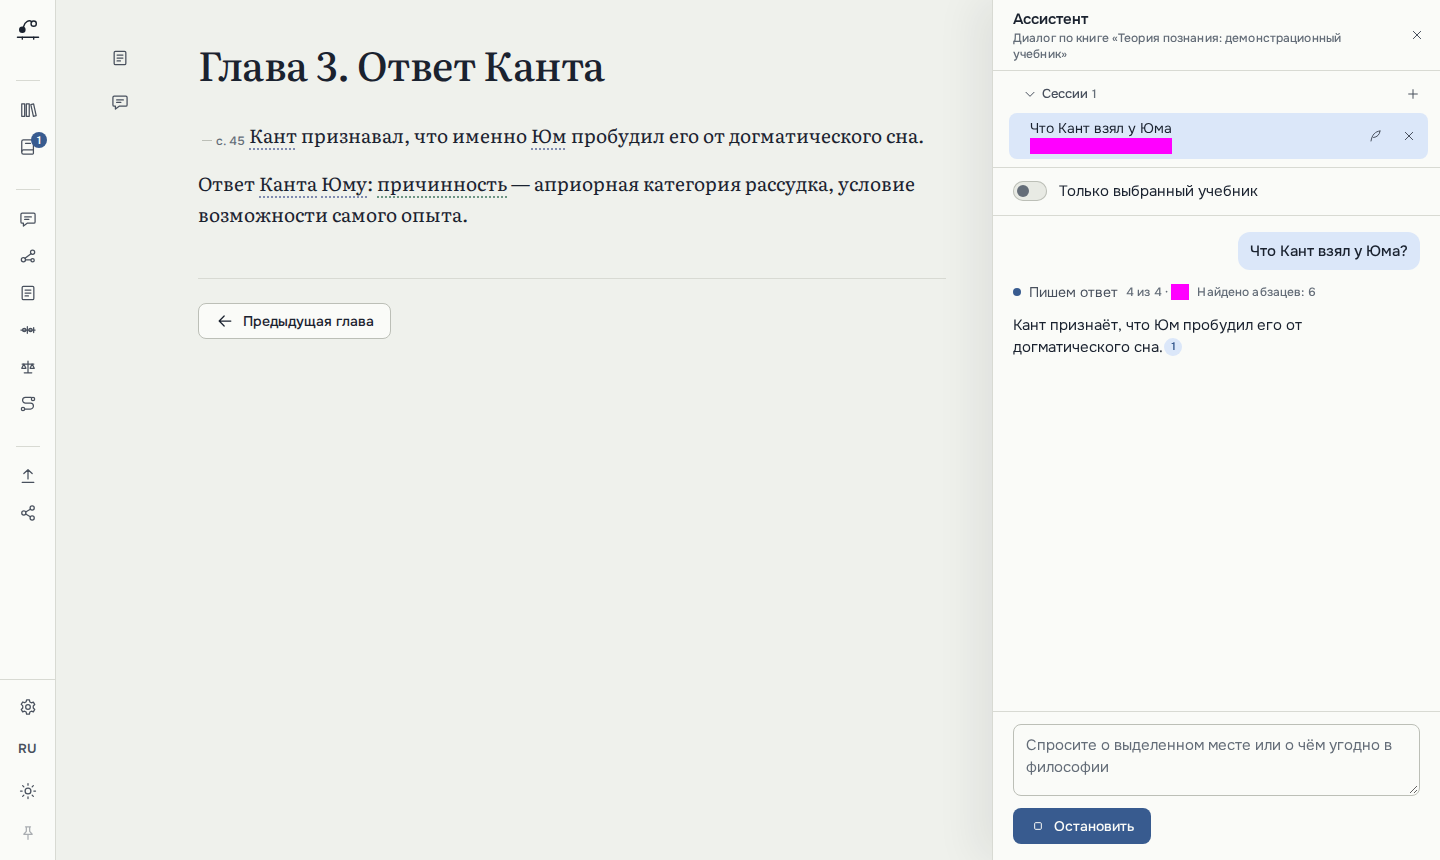 1
RU
Глава 3. Ответ Канта
— с. 45 Кант признавал, что именно Юм пробудил его от догматического сна.
Ответ Канта Юму: причинность — априорная категория рассудка, условие
возможности самого опыта.
Предыдущая глава
Ассистент
Диалог по книге «Теория познания: демонстрационный
учебник»
Сессии 1
Что Кант взял у Юма
Только выбранный учебник
Что Кант взял у Юма?
Пишем ответ 4 из 4 · Найдено абзацев: 6
Кант признаёт, что Юм пробудил его от
догматического сна. 1
Спросите о выделенном месте или о чём угодно в
философии
Остановить